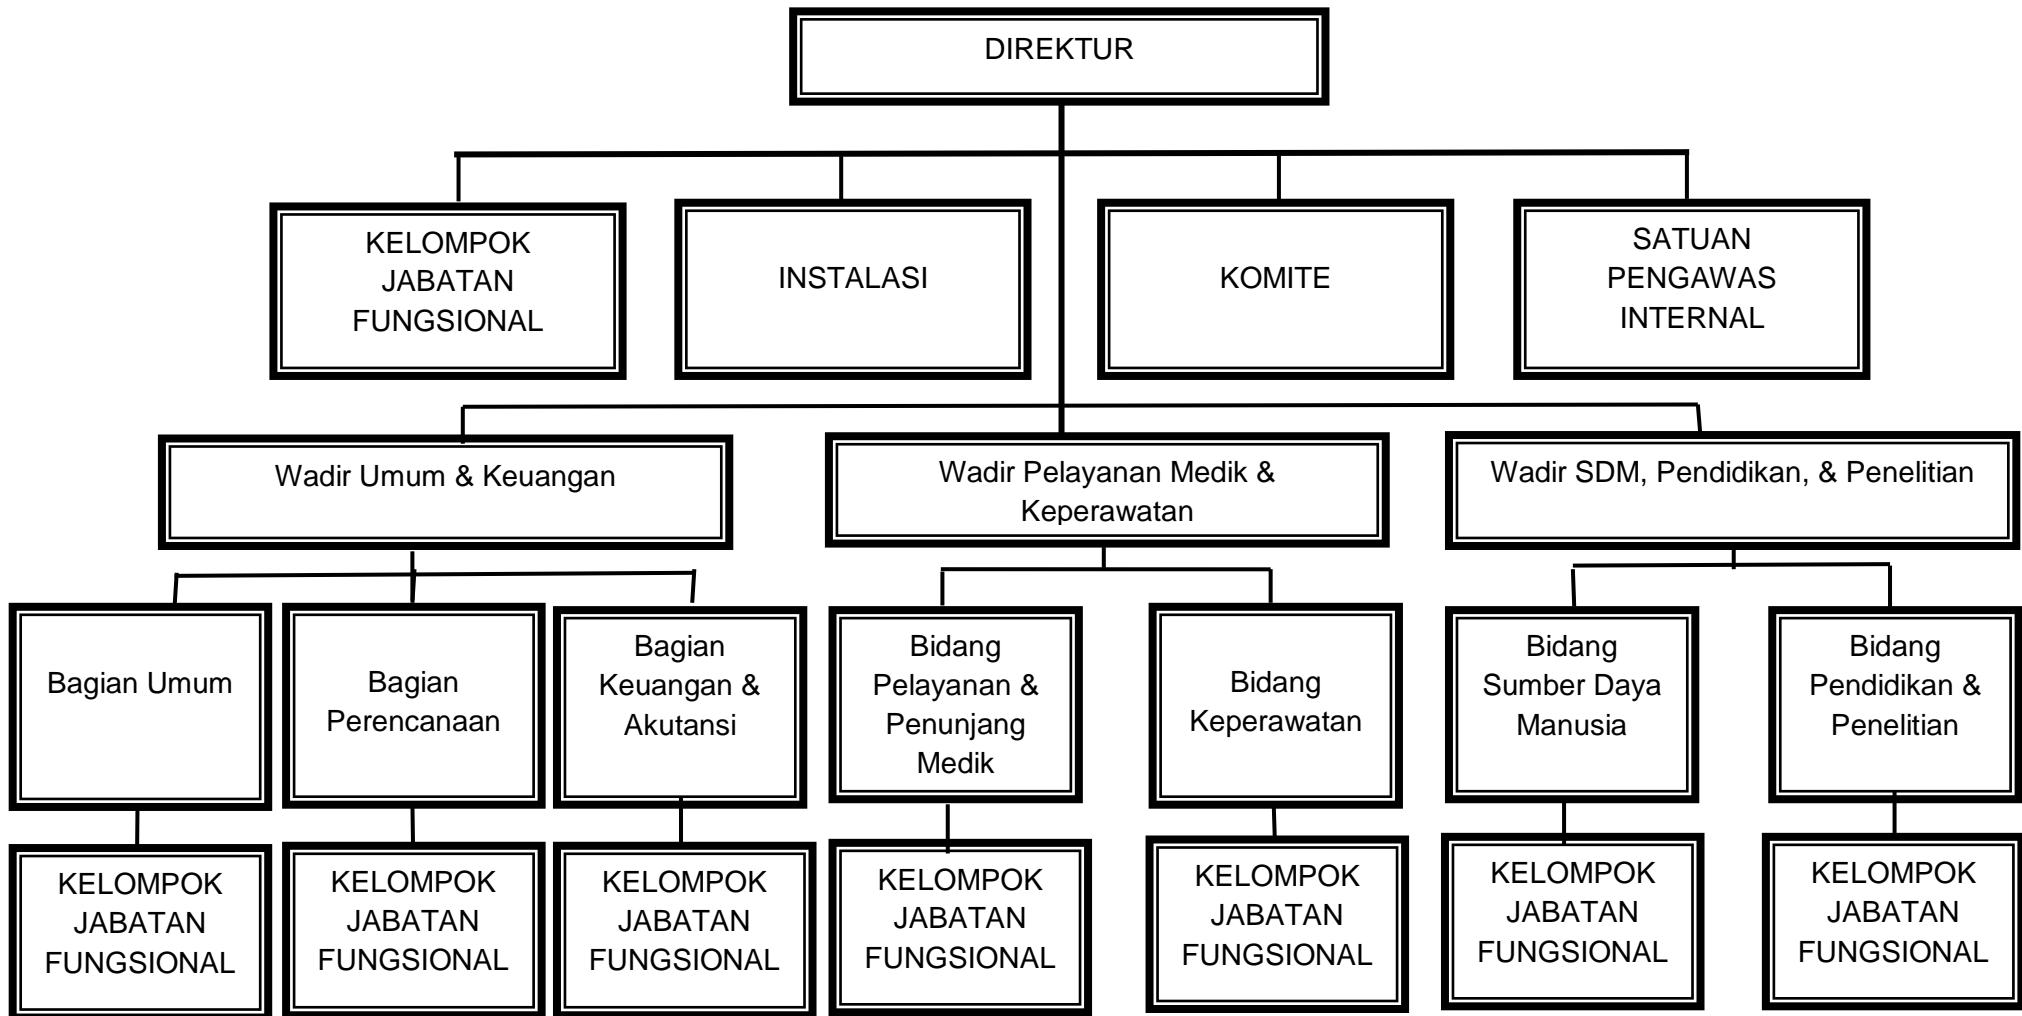 DIREKTUR
KELOMPOK
JABATAN
FUNGSIONAL
INSTALASI
KOMITE
SATUAN
PENGAWAS
INTERNAL
Wadir Umum & Keuangan
Wadir Pelayanan Medik &
Keperawatan
Wadir SDM, Pendidikan, & Penelitian
Bagian Umum
Bagian
Perencanaan
Bagian
Keuangan &
Akutansi
Bidang
Pelayanan &
Penunjang
Medik
Bidang
Keperawatan
Bidang
Sumber Daya
Manusia
Bidang
Pendidikan &
Penelitian
KELOMPOK
JABATAN
FUNGSIONAL
KELOMPOK
JABATAN
FUNGSIONAL
KELOMPOK
JABATAN
FUNGSIONAL
KELOMPOK
JABATAN
FUNGSIONAL
KELOMPOK
JABATAN
FUNGSIONAL
KELOMPOK
JABATAN
FUNGSIONAL
KELOMPOK
JABATAN
FUNGSIONAL